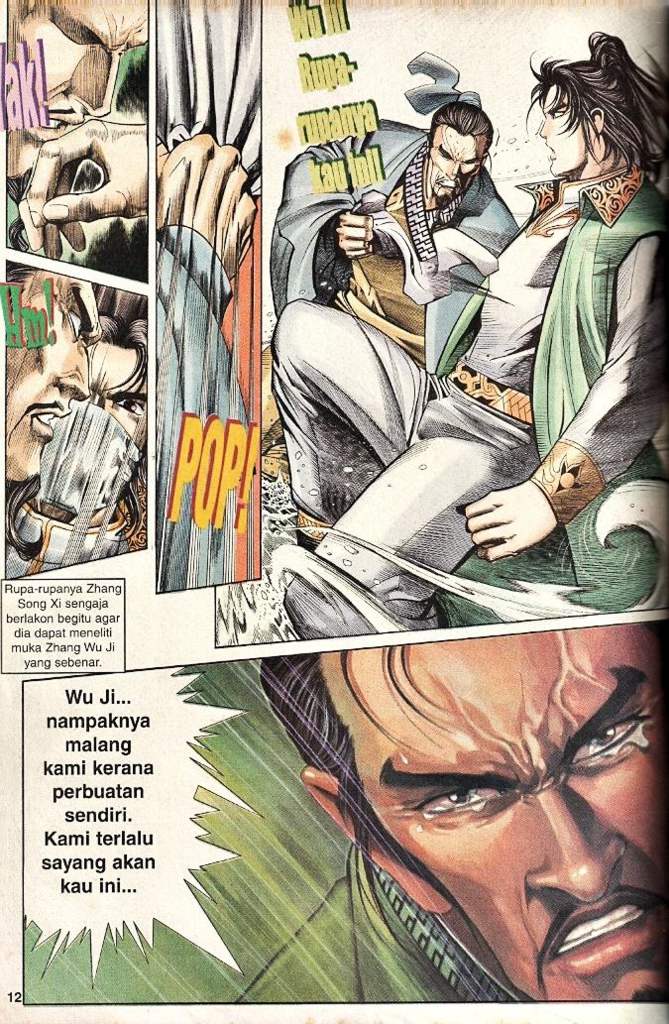 Iak!
Wu Ji!
Rupa-
rupanya
kau ini!!
Hm!
POP!
Rupa-rupanya Zhang
Song Xi sengaja
berlakon begitu agar
dia dapat meneliti
muka Zhang Wu Ji
yang sebenar.
Wu Ji...
nampaknya
malang
kami kerana
perbuatan
sendiri.
Kami terlalu
sayang akan
kau ini...
12